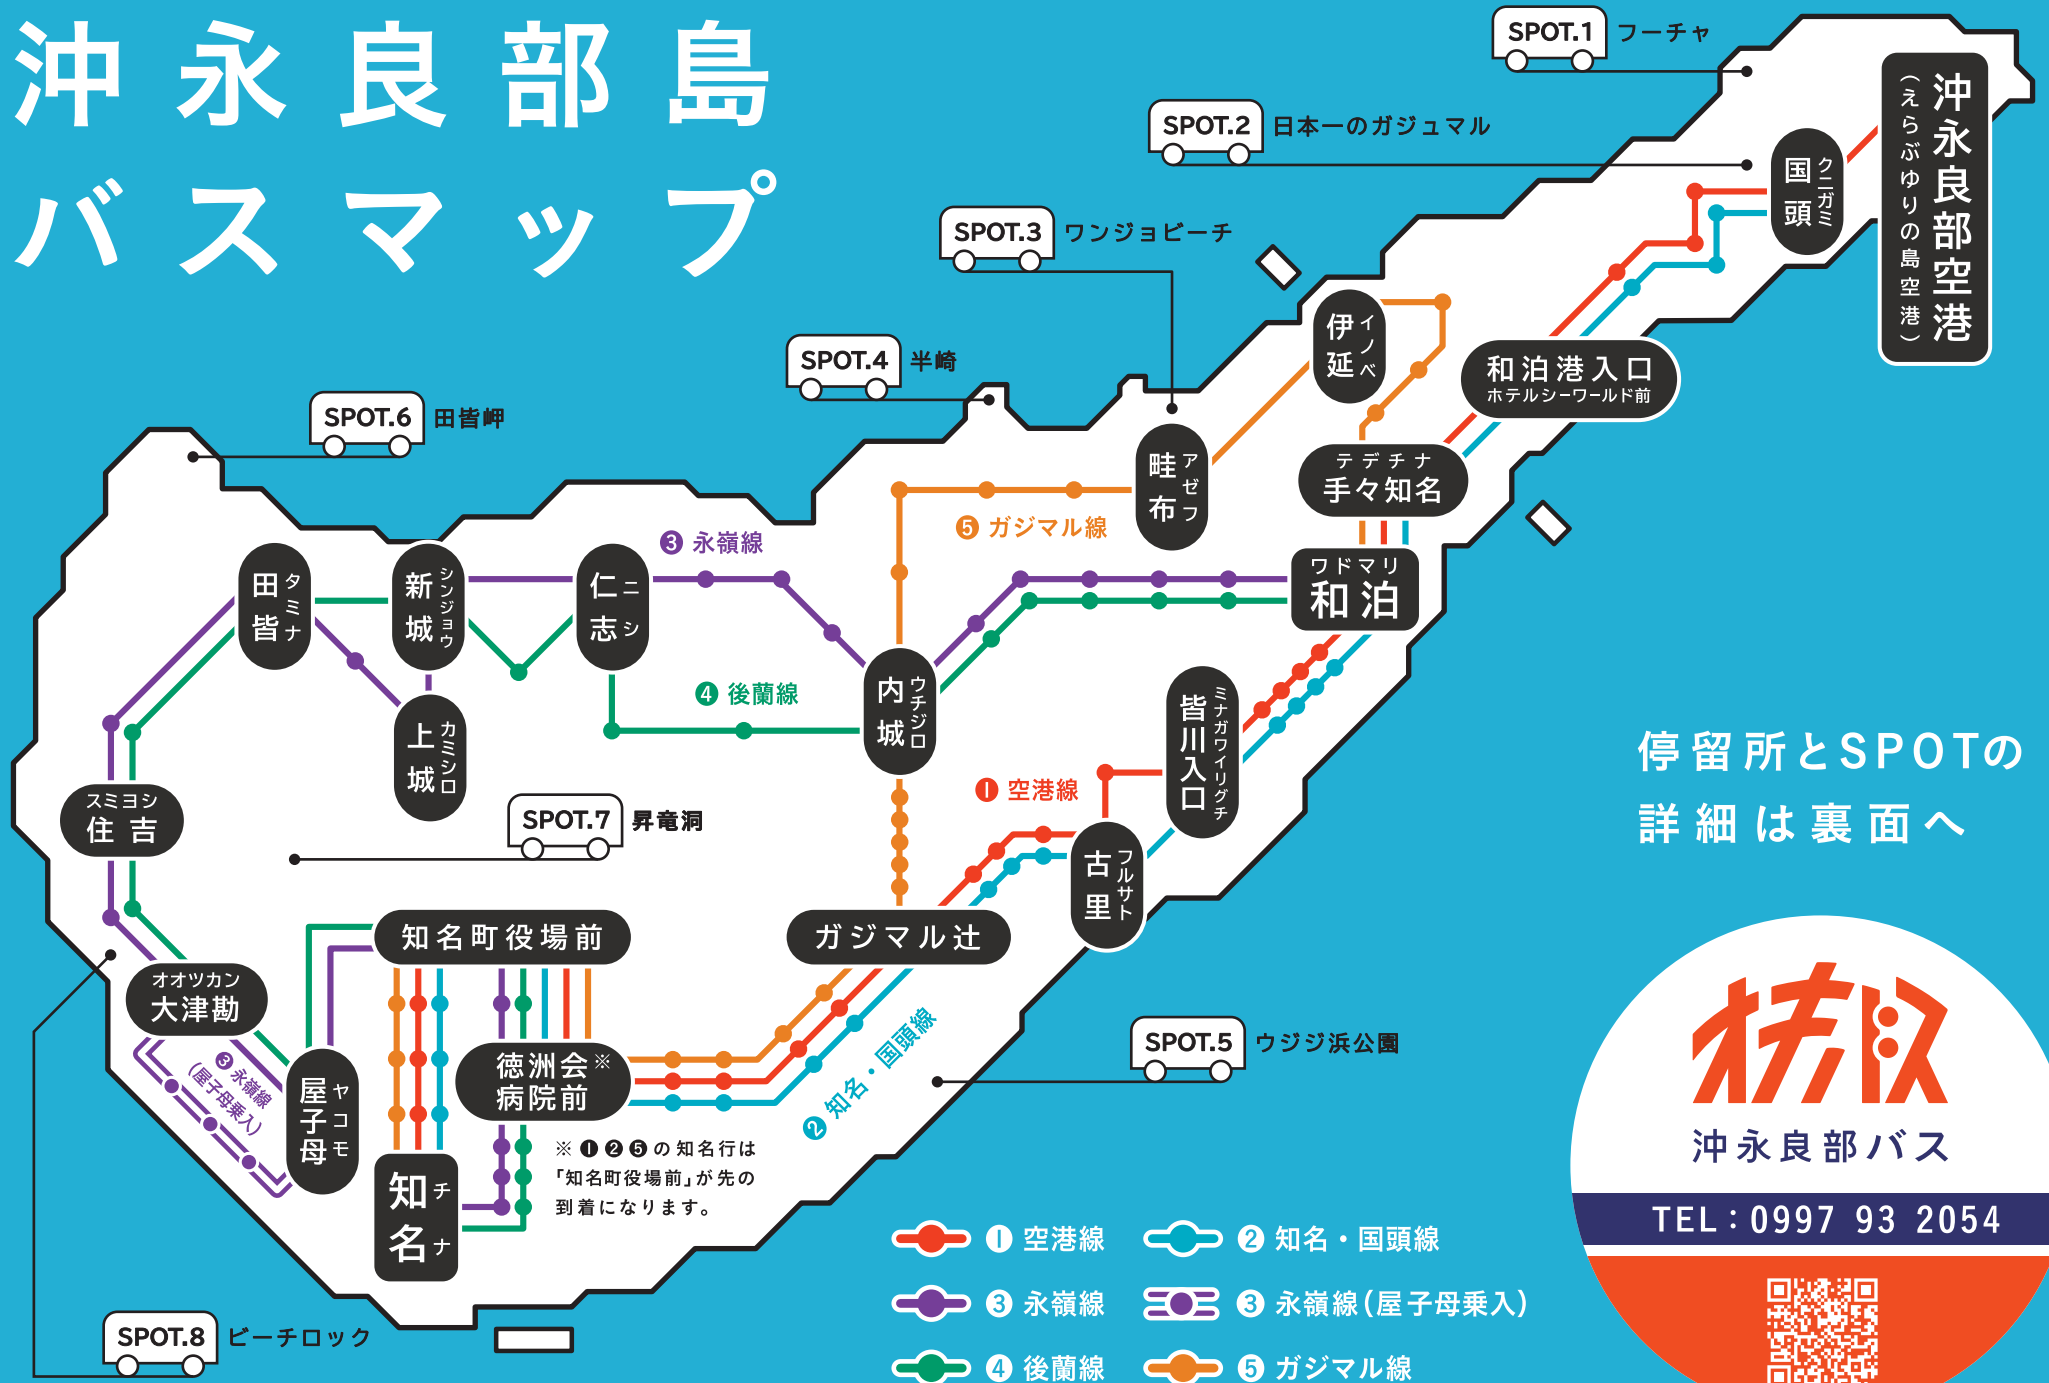 沖永良部島
バスマップ
SPOT.1 フーチャ
SPOT.2 日本一のガジュマル
SPOT.3 ワンジョビーチ
SPOT.4 半崎
SPOT.6 田皆岬
沖永良部空港
（えらぶゆりの島空港）
国頭
クニガミ
伊延
イノベ
和泊港入口
ホテルシーワールド前
畦布
アゼフ
テデチナ
手々知名
❺ ガジマル線
❸ 永嶺線
ワドマリ
和泊
田皆
タミナ
新城
シンジョウ
仁志
ニシ
内城
ウチジロ
❹ 後蘭線
上城
カミシロ
皆川入口
ミナガワイリグチ
❶ 空港線
スミヨシ
住吉
SPOT.7 昇竜洞
古里
フルサト
停留所とSPOTの
詳細は裏面へ
知名町役場前
ガジマル辻
オオツカン
大津勘
❸ 永嶺線
(屋子母乗入)
屋子母
ヤコモ
徳洲会※
病院前
❷ 知名・国頭線
SPOT.5 ウジジ浜公園
※ ❶ ❷ ❺ の知名行は
「知名町役場前」が先の
到着になります。
知名
チナ
沖永良部バス
TEL：0997 93 2054
❶ 空港線
❷ 知名・国頭線
❸ 永嶺線
❸ 永嶺線(屋子母乗入)
❹ 後蘭線
❺ ガジマル線
SPOT.8 ビーチロック